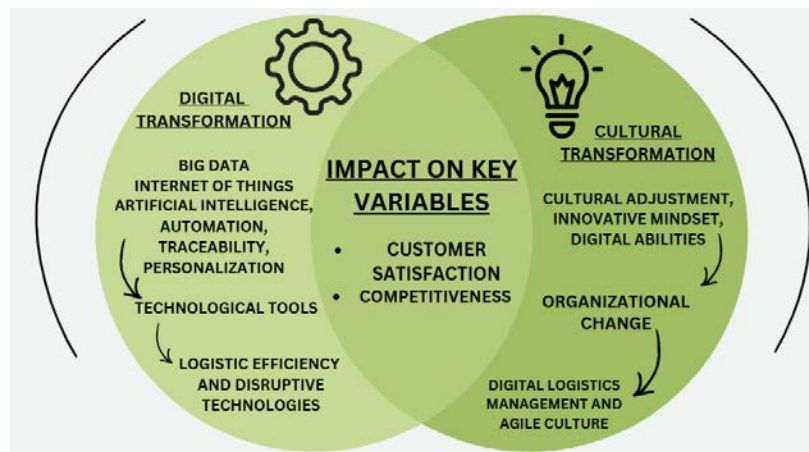 DIGITAL
TRANSFORMATION
BIG DATA
INTERNET OF THINGS
ARTIFICIAL INTELLIGENCE,
AUTOMATION,
TRACEABILITY,
PERSONALIZATION
TECHNOLOGICAL TOOLS
LOGISTIC EFFICIENCY
AND DISRUPTIVE
TECHNOLOGIES
IMPACT ON KEY
VARIABLES
• CUSTOMER
SATISFACTION
• COMPETITIVENESS
CULTURAL
TRANSFORMATION
CULTURAL ADJUSTMENT,
INNOVATIVE MINDSET,
DIGITAL ABILITIES
ORGANIZATIONAL
CHANGE
DIGITAL LOGISTICS
MANAGEMENT AND
AGILE CULTURE